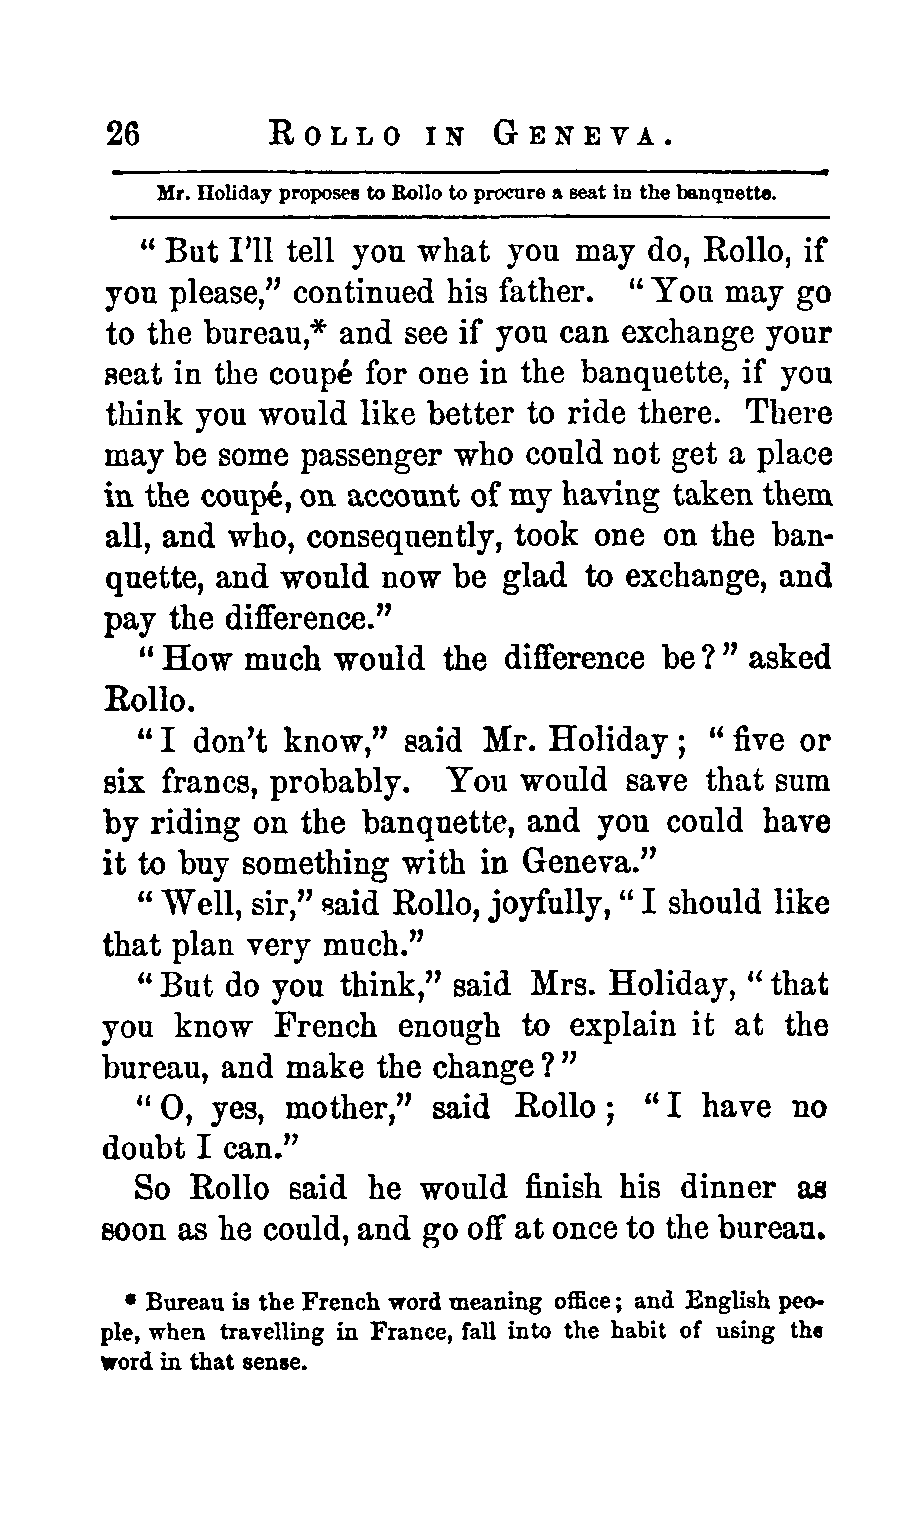 26 ROLLO IN GENEVA.
Mr. Holiday proposes to Rollo to procure a seat in the banquette.
" But I'll tell you what you may do, Rollo, if
you please," continued his father. " You may go
to the bureau,* and see if you can exchange your
seat in the coupé for one in the banquette, if you
think you would like better to ride there. There
may be some passenger who could not get a place
in the coupé, on account of my having taken them
all, and who, consequently, took one on the ban-
quette, and would now be glad to exchange, and
pay the difference."
" How much would the difference be ? " asked
Rollo.
" I don't know," said Mr. Holiday ; " five or
six francs, probably. You would save that sum
by riding on the banquette, and you could have
it to buy something with in Geneva."
" Well, sir," said Rollo, joyfully, " I should like
that plan very much."
" But do you think," said Mrs. Holiday, " that
you know French enough to explain it at the
bureau, and make the change ? "
" O, yes, mother," said Rollo ; " I have no
doubt I can."
So Rollo said he would finish his dinner as
soon as he could, and go off at once to the bureau.
* Bureau is the French word meaning office ; and English peo-
ple, when travelling in France, fall into the habit of using the
word in that sense.